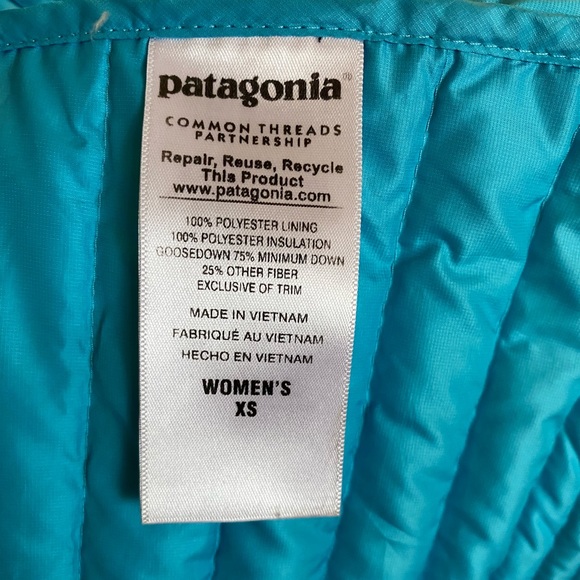 patagonia®
COMMON THREADS
PARTNERSHIP
Repair, Reuse, Recycle
This Product
www.patagonia.com
100% POLYESTER LINING
100% POLYESTER INSULATION
GOOSEDOWN 75% MINIMUM DOWN
25% OTHER FIBER
EXCLUSIVE OF TRIM
MADE IN VIETNAM
FABRIQUÉ AU VIETNAM
HECHO EN VIETNAM
WOMEN'S
XS